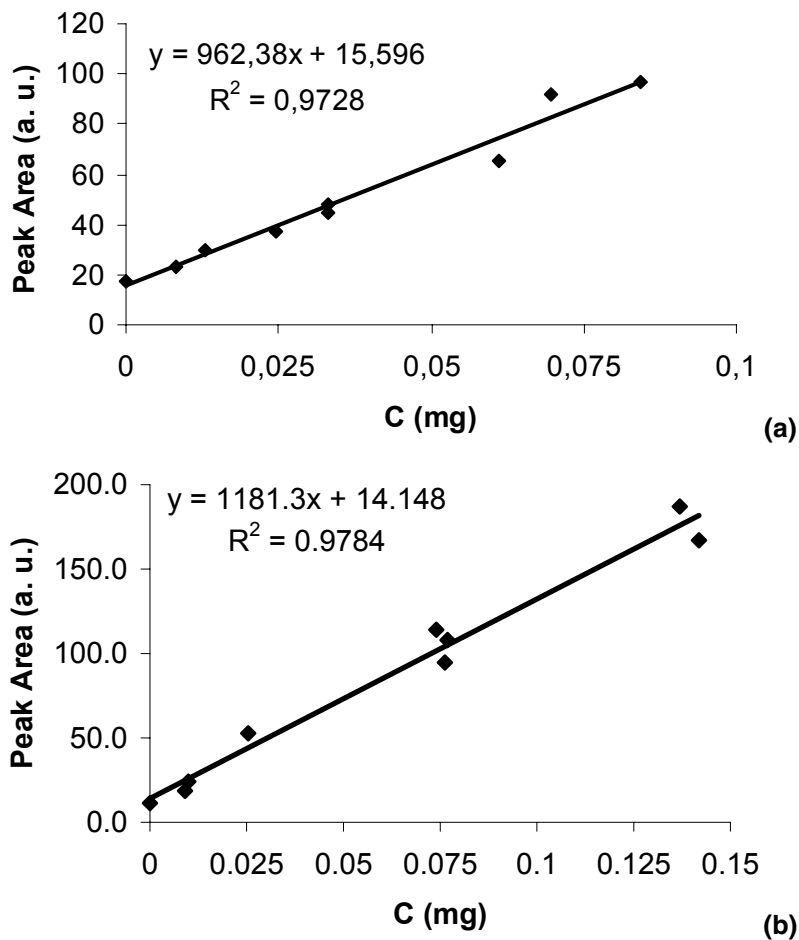 120
100
80
60
40
20
0
Peak Area (a. u.)
y = 962,38x + 15,596
R² = 0,9728
0 0,025 0,05 0,075 0,1
C (mg)
(a)
200.0
150.0
100.0
50.0
0.0
Peak Area (a. u.)
y = 1181.3x + 14.148
R² = 0.9784
0 0.025 0.05 0.075 0.1 0.125 0.15
C (mg)
(b)